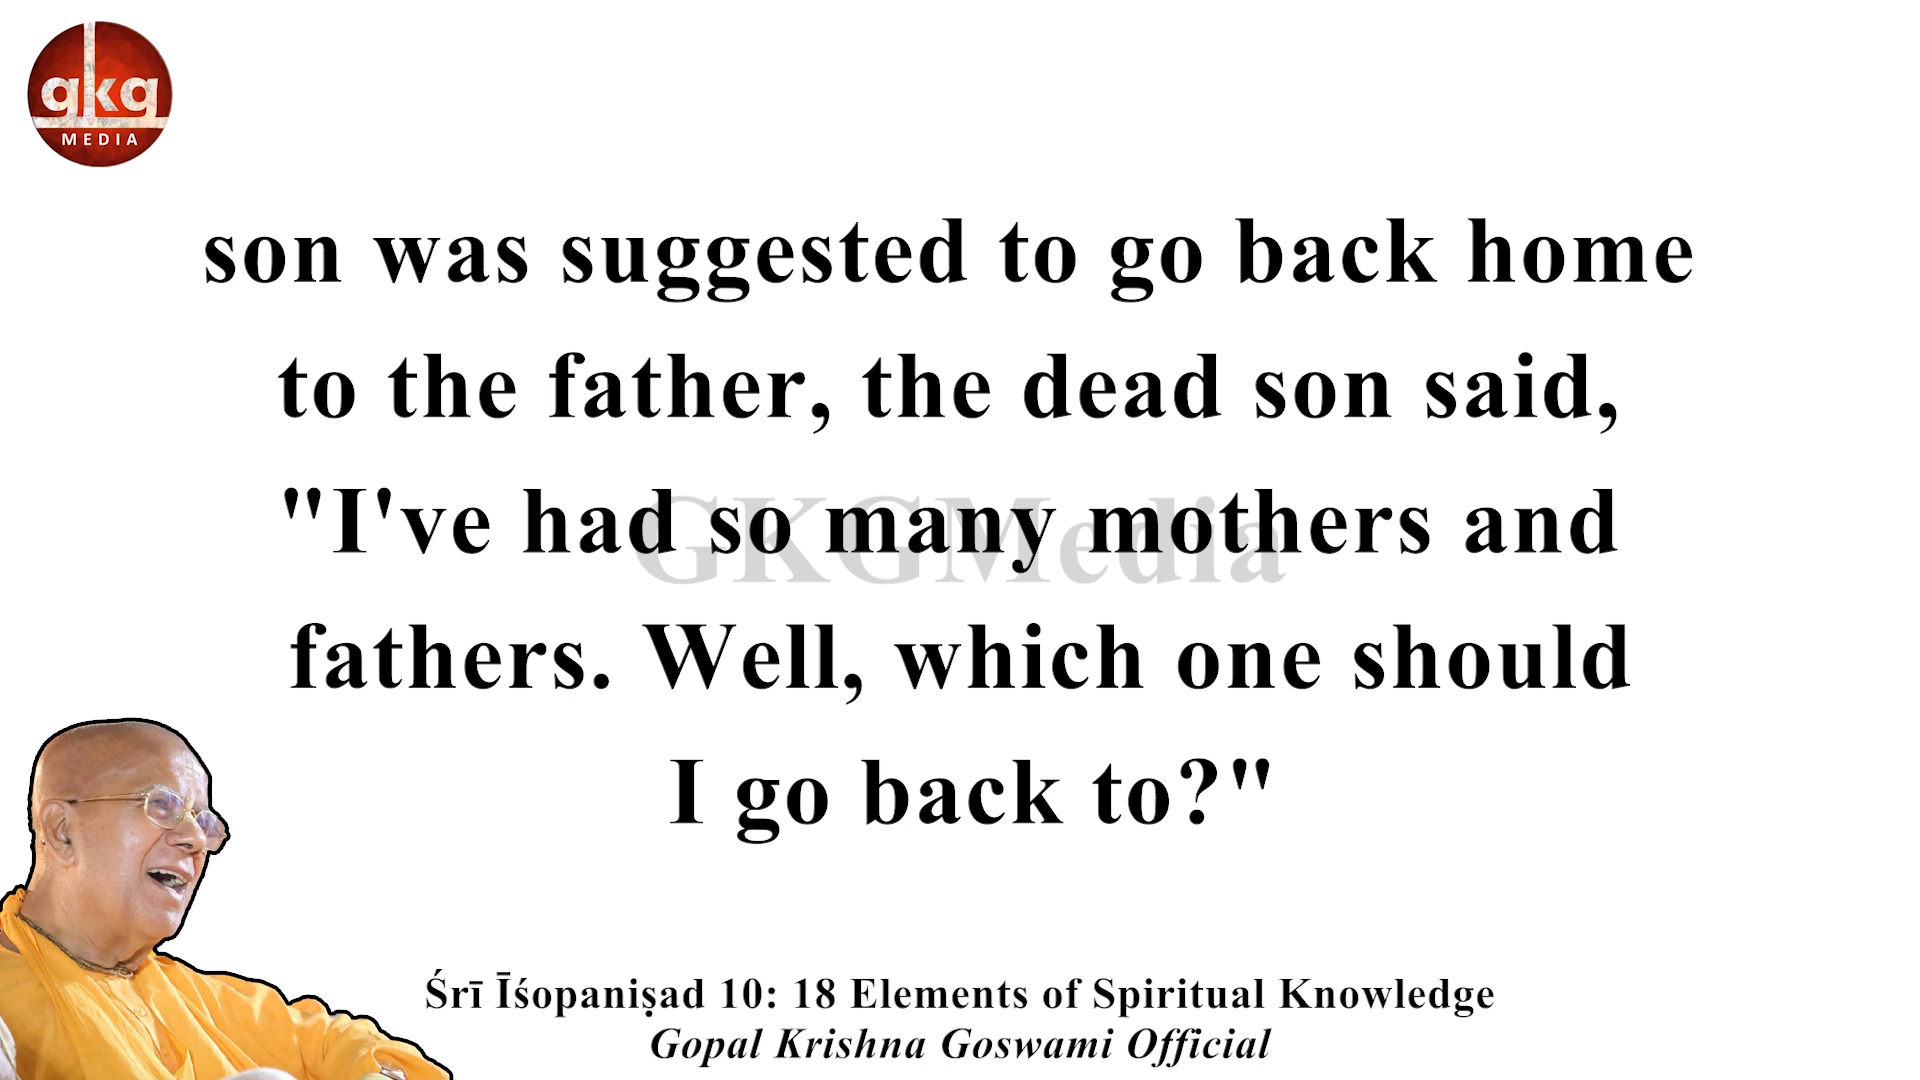 gkg
MEDIA
son was suggested to go back home
to the father, the dead son said,
"I've had so many mothers and
fathers. Well, which one should
I go back to?"
GKGMedia
Śrī Īśopaniṣad 10: 18 Elements of Spiritual Knowledge
Gopal Krishna Goswami Official